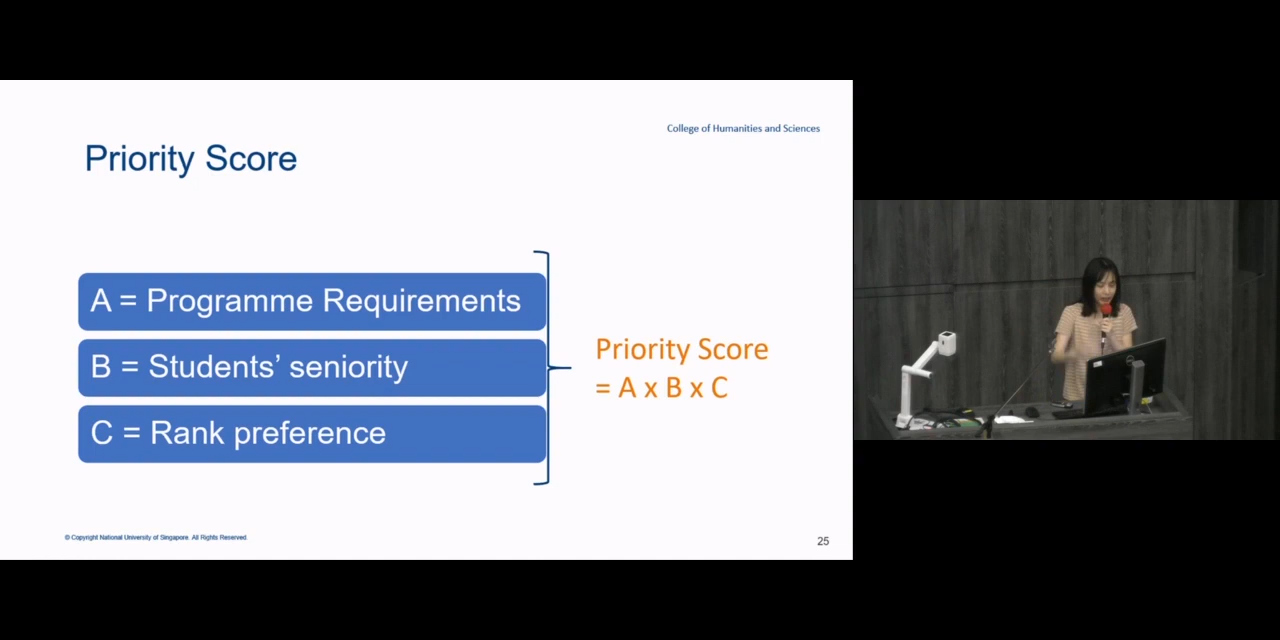 College of Humanities and Sciences
Priority Score
A = Programme Requirements
B = Students’ seniority
C = Rank preference
Priority Score
= A x B x C
© Copyright National University of Singapore. All Rights Reserved.
25